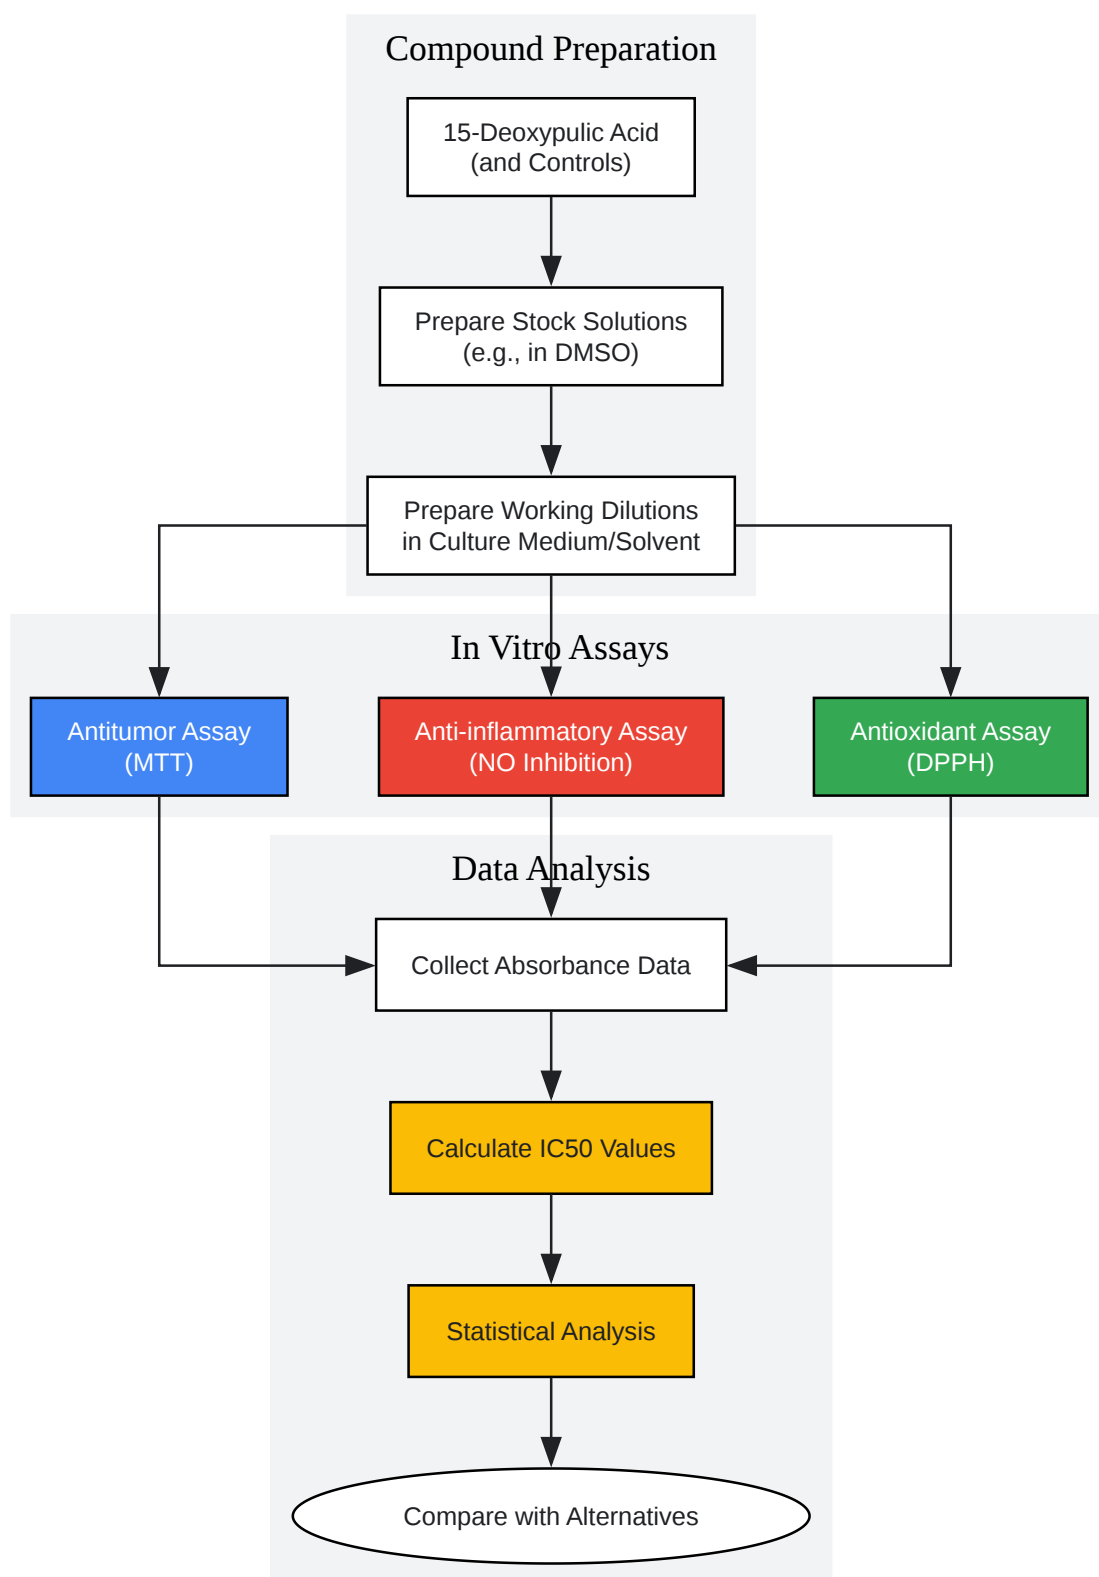 Compound Preparation
15-Deoxypulic Acid
(and Controls)
Prepare Stock Solutions
(e.g., in DMSO)
Prepare Working Dilutions
in Culture Medium/Solvent
In Vitro Assays
Antitumor Assay
(MTT)
Anti-inflammatory Assay
(NO Inhibition)
Antioxidant Assay
(DPPH)
Data Analysis
Collect Absorbance Data
Calculate IC50 Values
Statistical Analysis
Compare with Alternatives